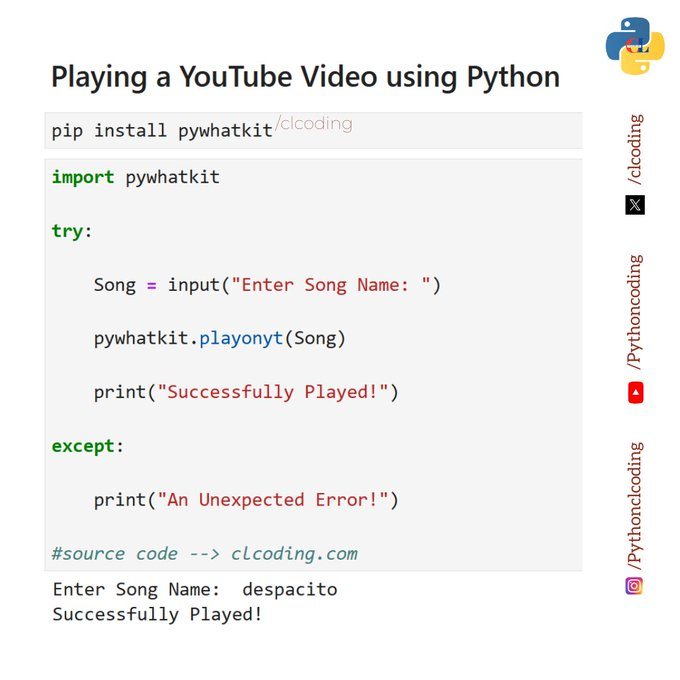 Playing a YouTube Video using Python
pip install pywhatkit
/clcoding
import pywhatkit
try:
    Song = input("Enter Song Name: ")
    pywhatkit.playonyt(Song)
    print("Successfully Played!")
except:
    print("An Unexpected Error!")
#source code --> clcoding.com
Enter Song Name:  despacito
Successfully Played!
/clcoding
/Pythoncoding
/Pythonclcoding